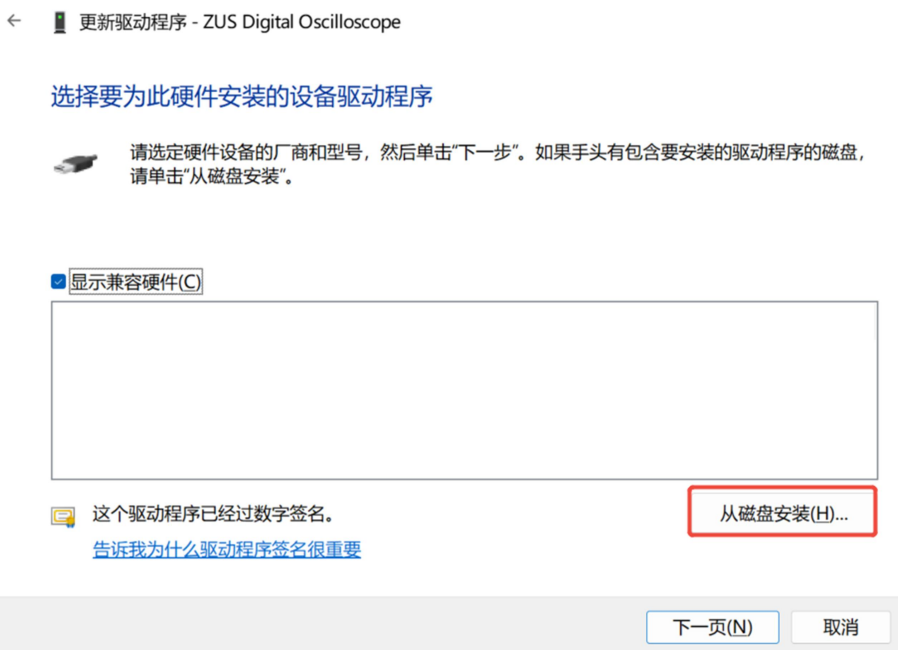 更新驱动程序 - ZUS Digital Oscilloscope
选择要为此硬件安装的设备驱动程序
请选定硬件设备的厂商和型号，然后单击“下一步”。如果手头有包含要安装的驱动程序的磁盘，
请单击“从磁盘安装”。
显示兼容硬件(C)
这个驱动程序已经过数字签名。
从磁盘安装(H)...
告诉我为什么驱动程序签名很重要
下一页(N)
取消